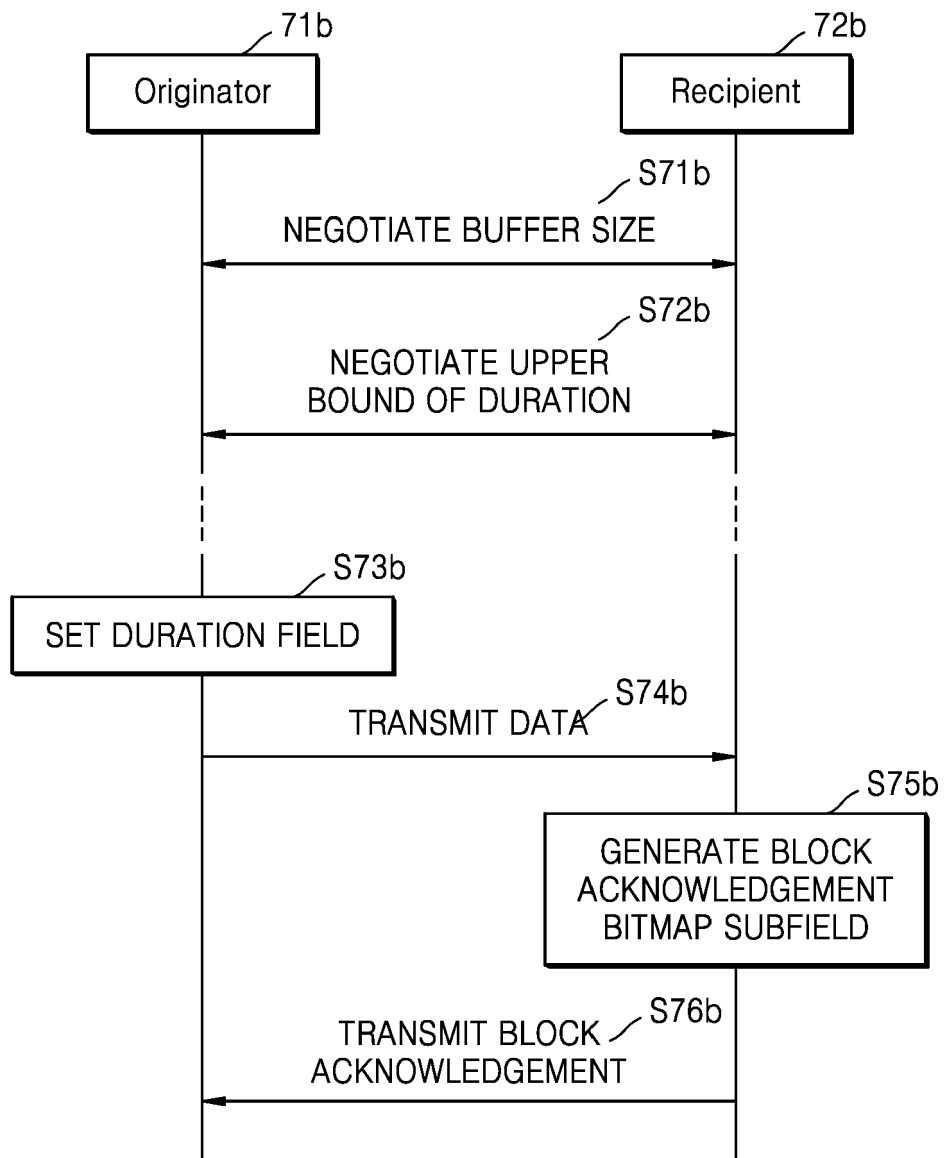 71b
72b
Originator
Recipient
S71b
NEGOTIATE BUFFER SIZE
S72b
NEGOTIATE UPPER
BOUND OF DURATION
S73b
SET DURATION FIELD
S74b
TRANSMIT DATA
S75b
GENERATE BLOCK
ACKNOWLEDGEMENT
BITMAP SUBFIELD
S76b
TRANSMIT BLOCK
ACKNOWLEDGEMENT